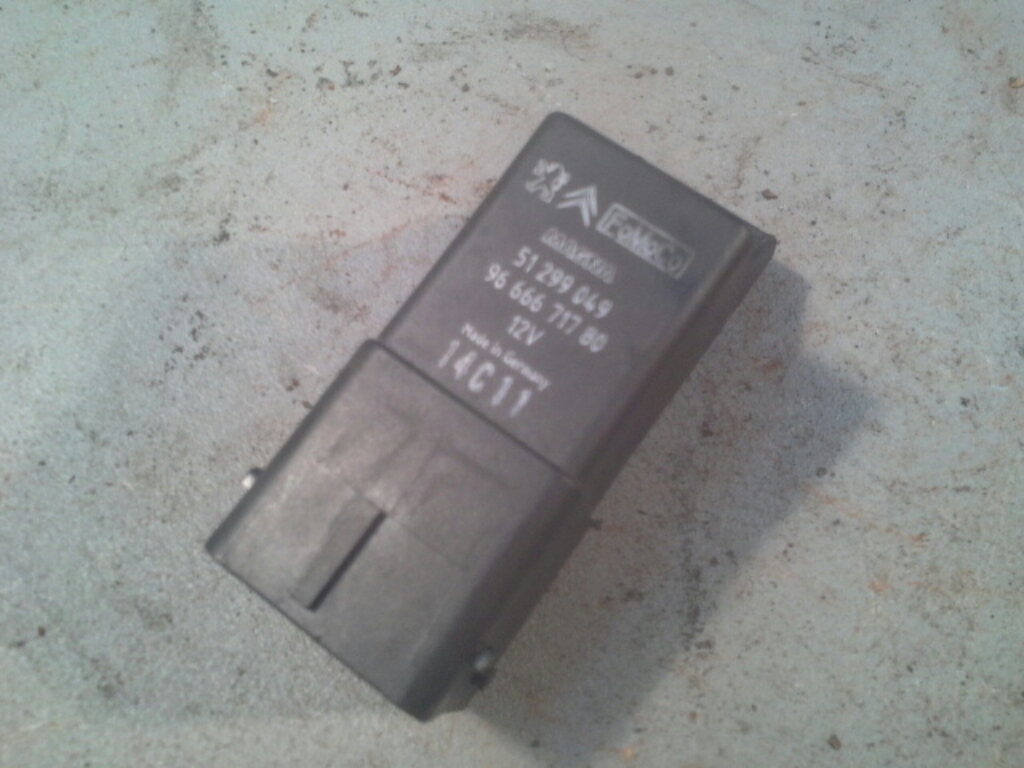 FoMoCo
51 299 049
96 666 717 80
12V
Made in Germany
14C11